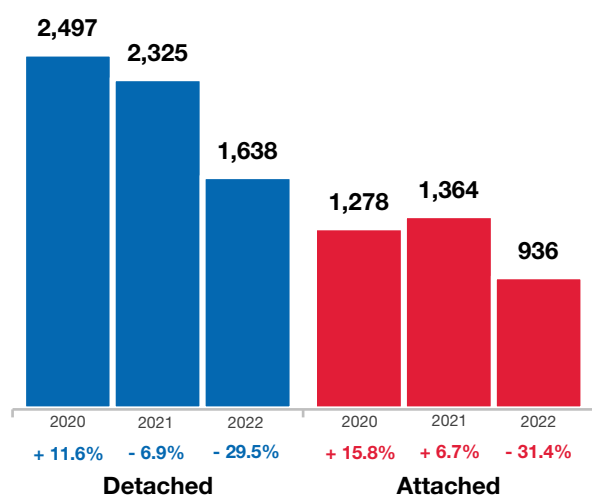 2,497
2,325
1,638
1,278
1,364
936
2020 2021 2022 2020 2021 2022
+ 11.6% - 6.9% - 29.5% + 15.8% + 6.7% - 31.4%
Detached Attached